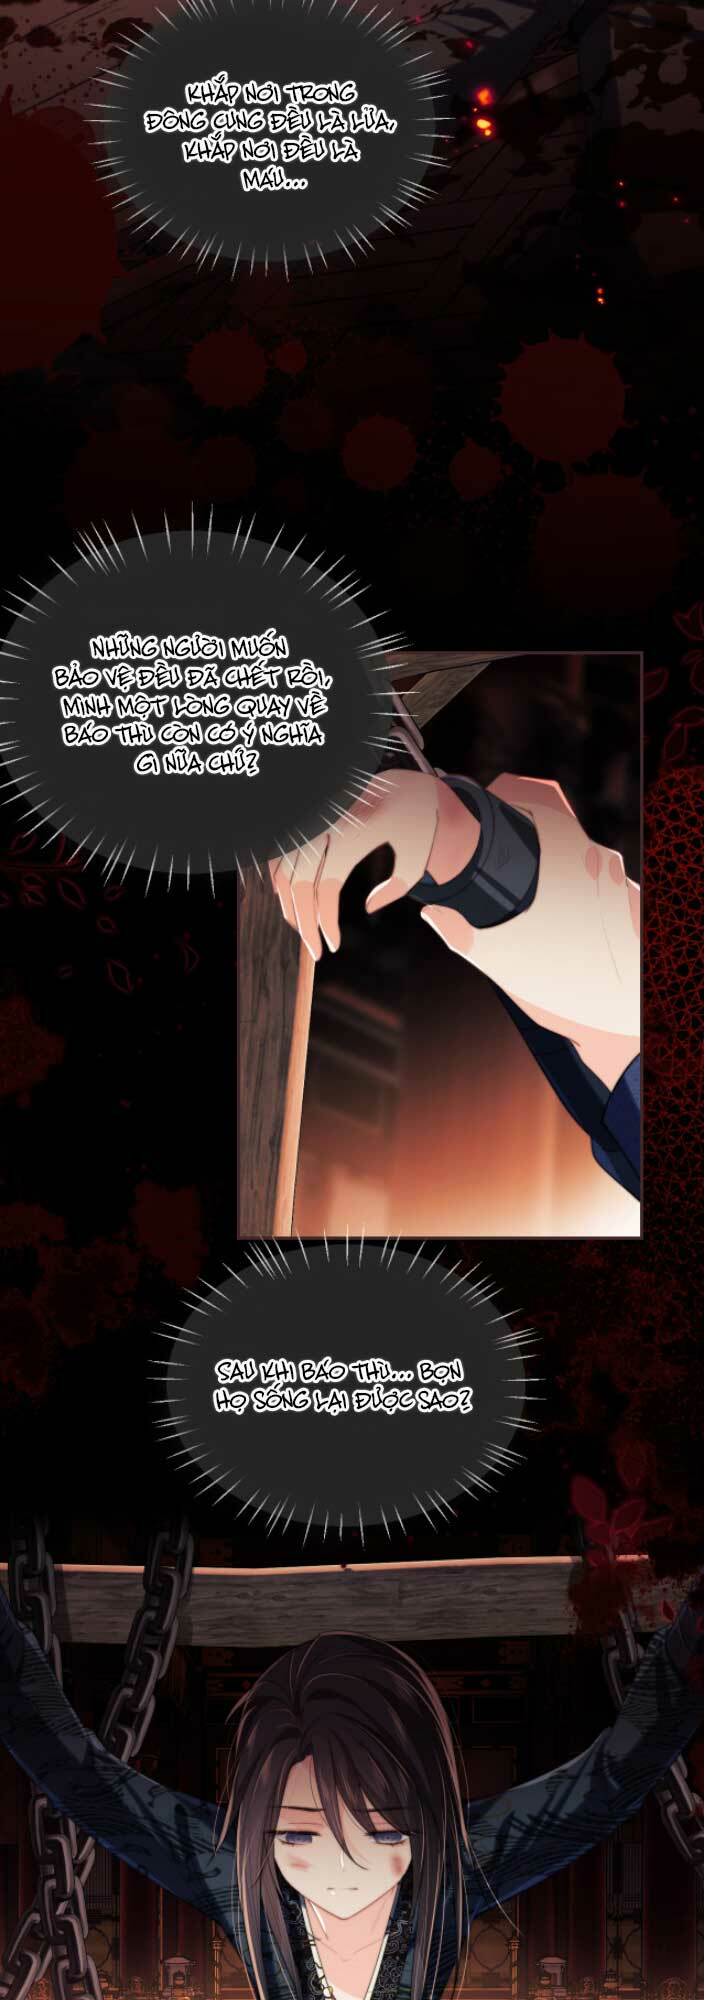 KHẮP NƠI TRONG
ĐÔNG CUNG ĐỀU LÀ LỬA,
KHẮP NƠI ĐỀU LÀ
MÁU...
NHỮNG NGƯỜI MUỐN
BẢO VỆ ĐỀU ĐÃ CHẾT RỒI,
MÌNH MỘT LÒNG QUAY VỀ
BÁO THÙ CÒN CÓ Ý NGHĨA
GÌ NỮA CHỨ?
SAU KHI BÁO THÙ... BỌN
HỌ SỐNG LẠI ĐƯỢC SAO?